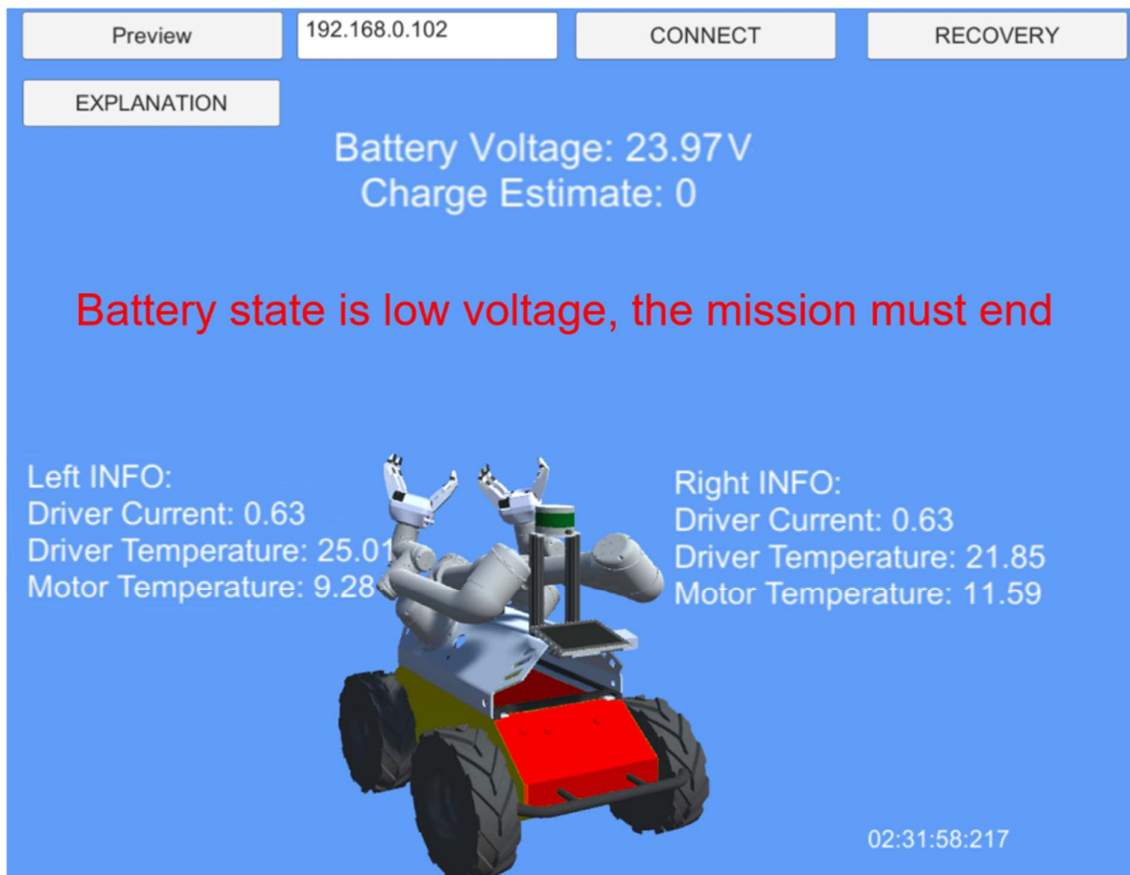 Preview
192.168.0.102
CONNECT
RECOVERY
EXPLANATION
Battery Voltage: 23.97V
Charge Estimate: 0
Battery state is low voltage, the mission must end
Left INFO:
Driver Current: 0.63
Driver Temperature: 25.01
Motor Temperature: 9.28
Right INFO:
Driver Current: 0.63
Driver Temperature: 21.85
Motor Temperature: 11.59
02:31:58:217